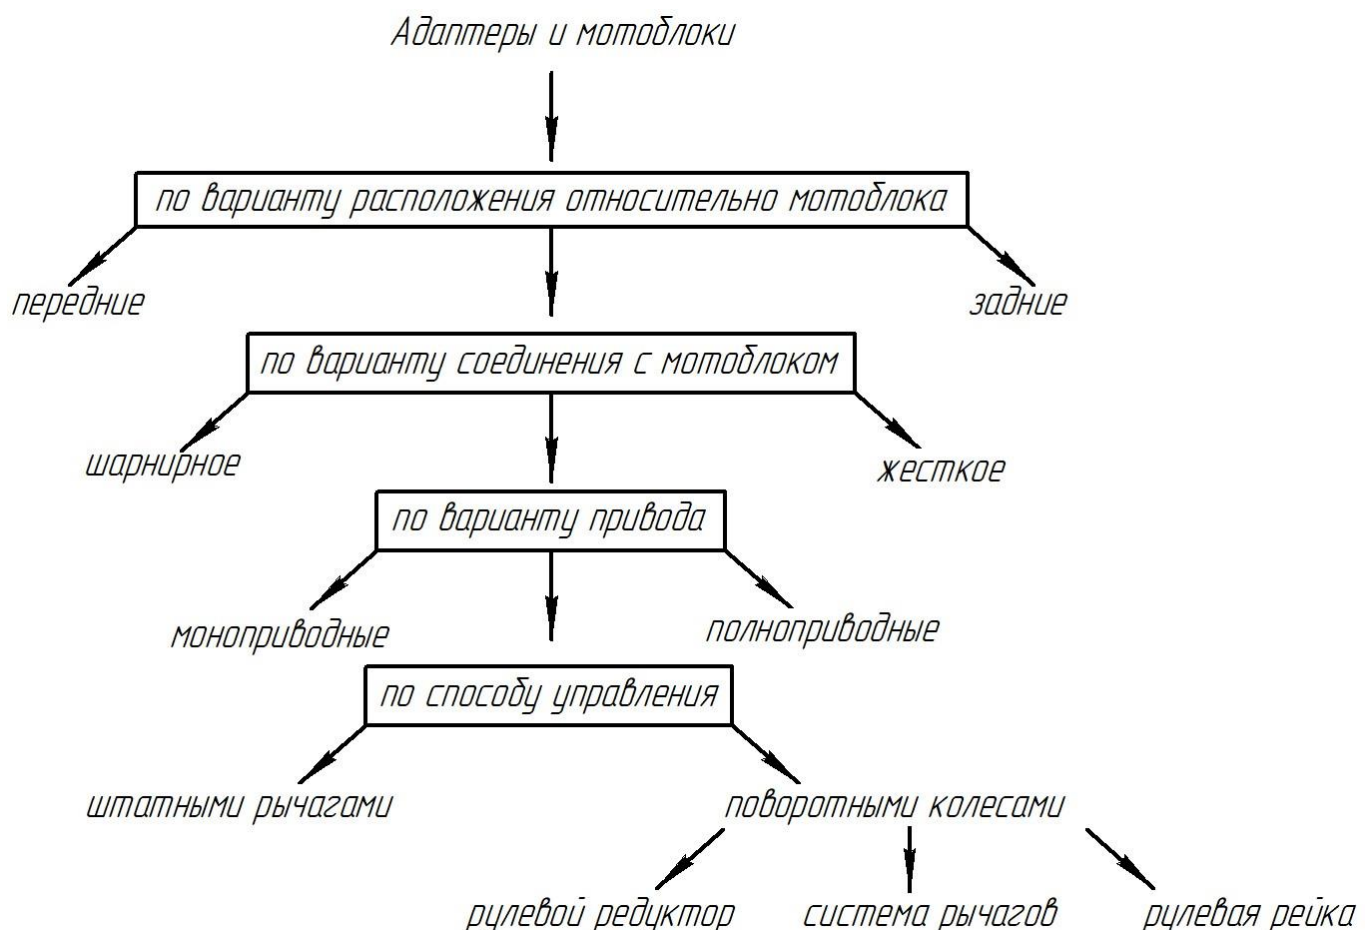 Адаптеры и мотоблоки
по варианту расположения относительно мотоблока
передние
задние
по варианту соединения с мотоблоком
шарнирное
жесткое
по варианту привода
моноприводные
полноприводные
по способу управления
штатными рычагами
поворотными колесами
рулевой редуктор
система рычагов
рулевая рейка